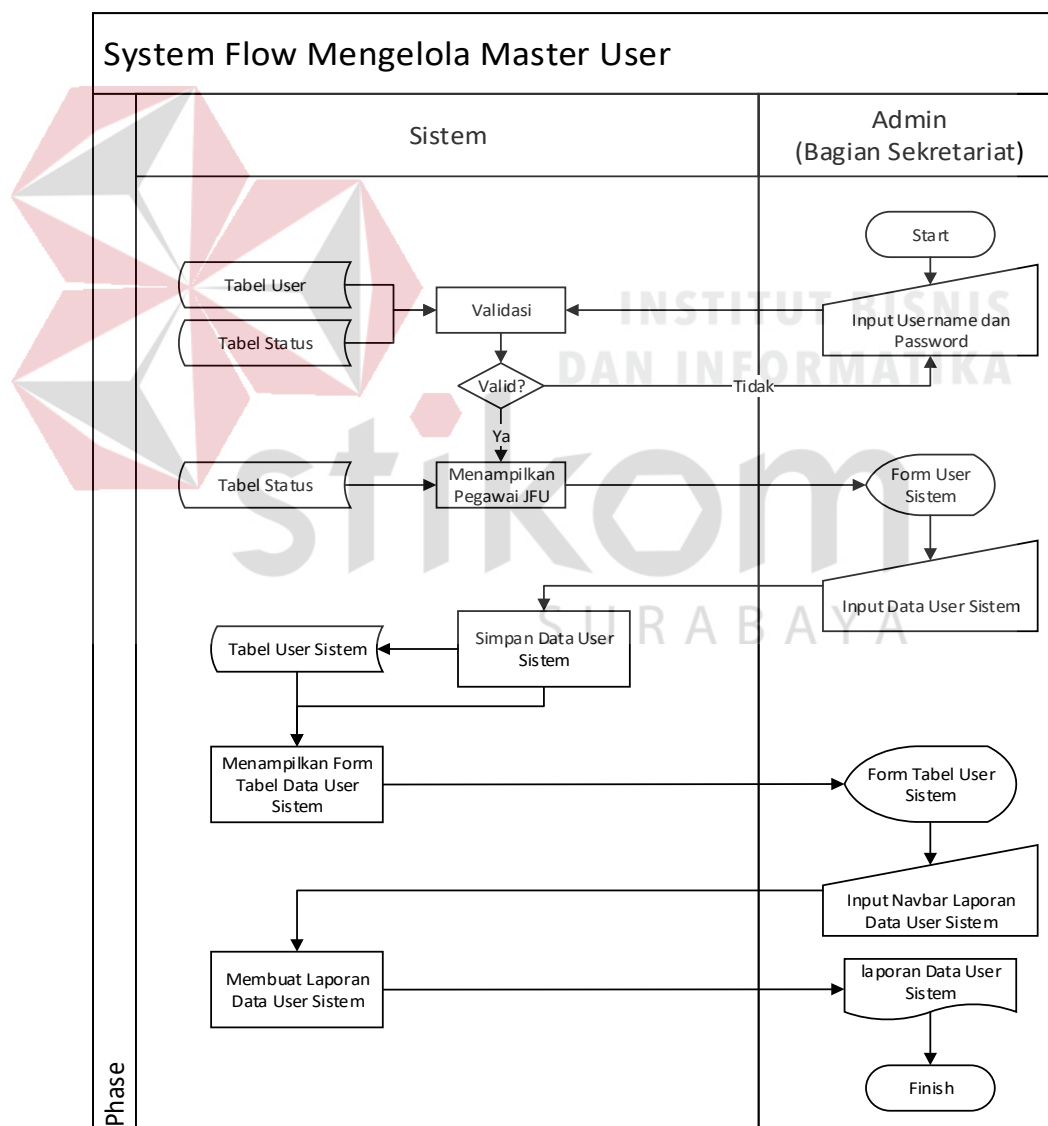 System Flow Mengelola Master User
Sistem
Admin
(Bagian Sekretariat)
Start
Tabel User
Validasi
Input Username dan
Password
Tabel Status
Valid?
Tidak
Ya
Tabel Status
Menampilkan
Pegawai JFU
Form User
Sistem
Input Data User Sistem
Simpan Data User
Sistem
Tabel User Sistem
Menampilkan Form
Tabel Data User
Sistem
Form Tabel User
Sistem
Input Navbar Laporan
Data User Sistem
Membuat Laporan
Data User Sistem
laporan Data User
Sistem
Finish
Phase
INSTITUT BISNIS
DAN INFORMATIKA
stikom
SURABAYA